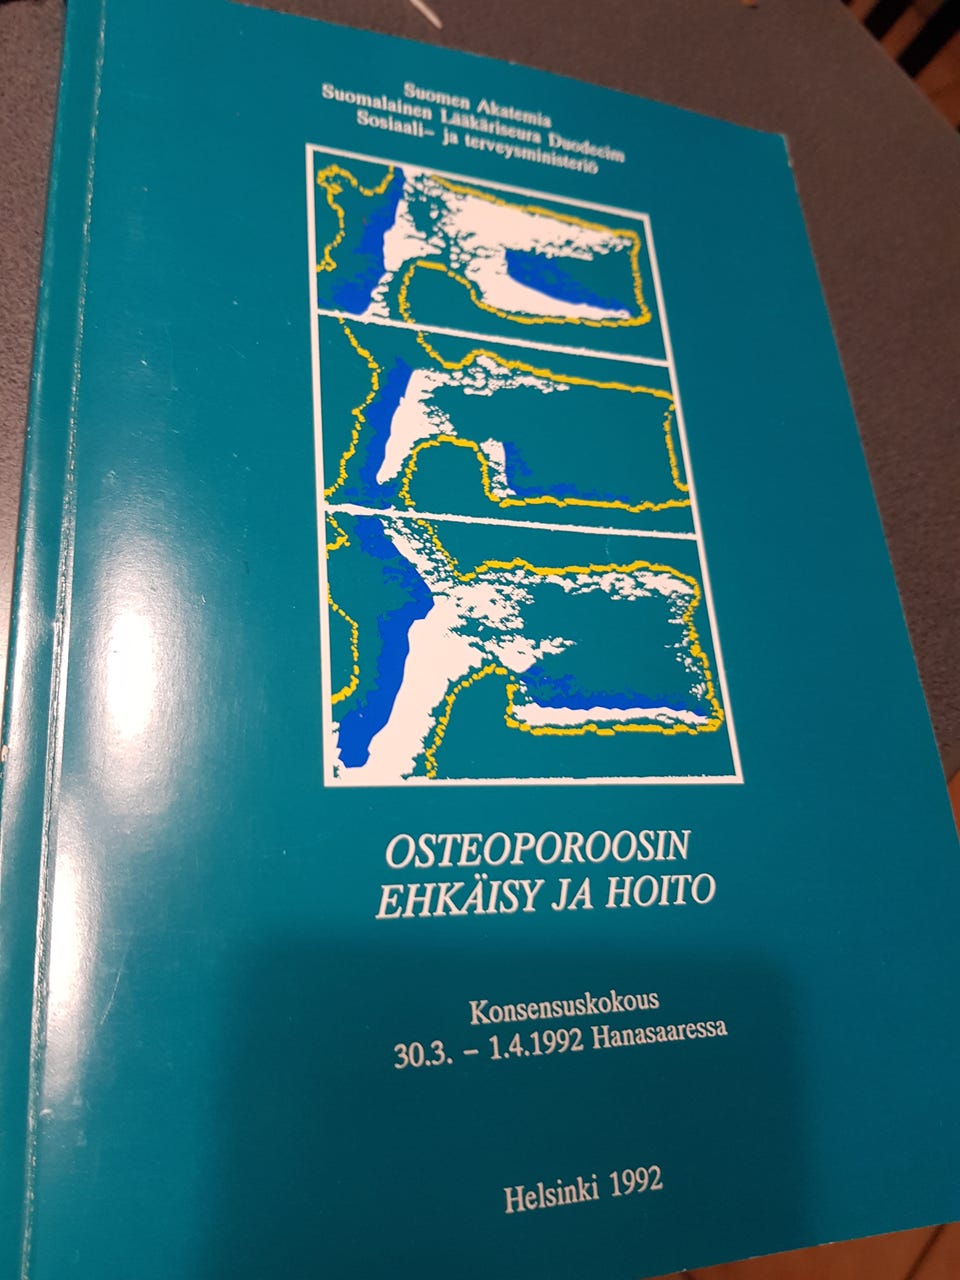 Suomen Akatemia
Suomalainen Lääkäriseura Duodecim
Sosiaali- ja terveysministeriö
OSTEOPOROOSIN
EHKÄISY JA HOITO
Konsensuskokous
30.3. – 1.4.1992 Hanasaaressa
Helsinki 1992